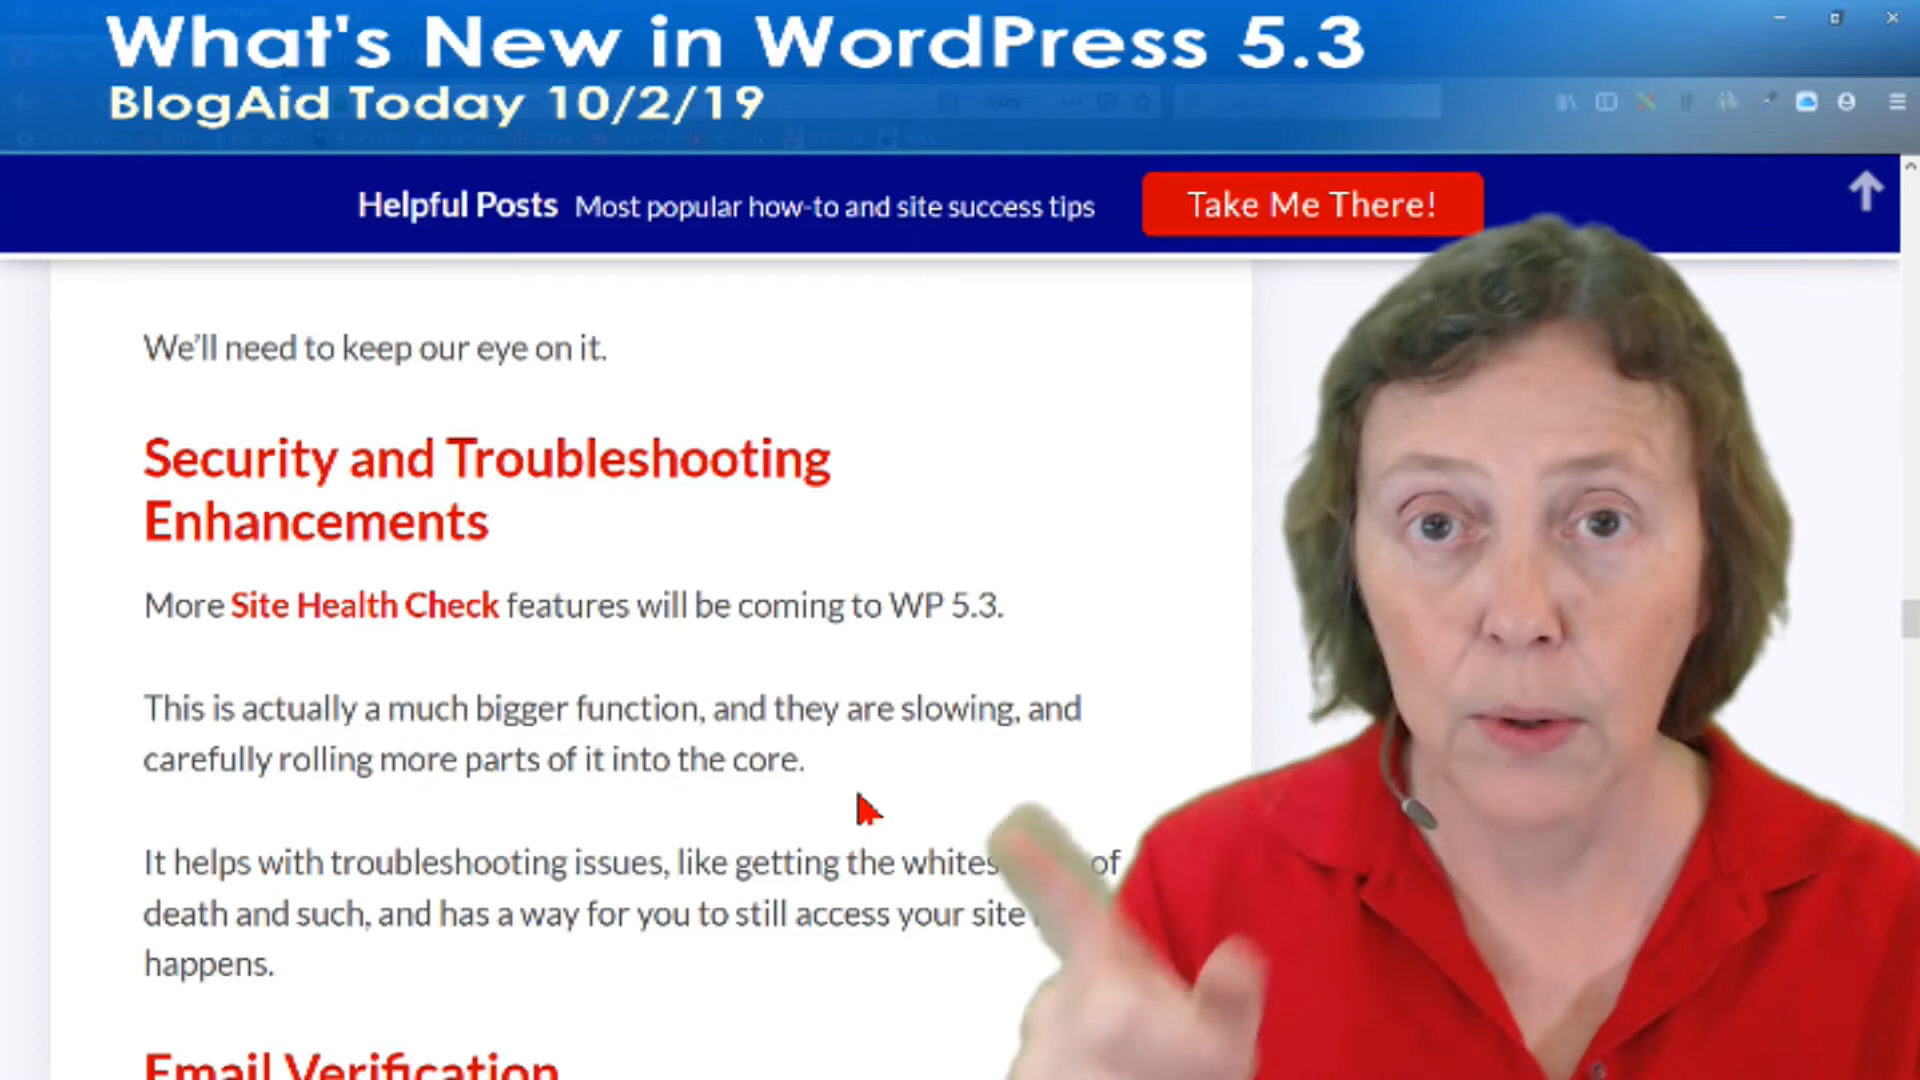 What's New in WordPress 5.3
BlogAid Today 10/2/19
Helpful Posts Most popular how-to and site success tips Take Me There!
We'll need to keep our eye on it.
Security and Troubleshooting
Enhancements
More Site Health Check features will be coming to WP 5.3.
This is actually a much bigger function, and they are slowing, and
carefully rolling more parts of it into the core.
It helps with troubleshooting issues, like getting the whites of
death and such, and has a way for you to still access your site
happens.
Email Verification